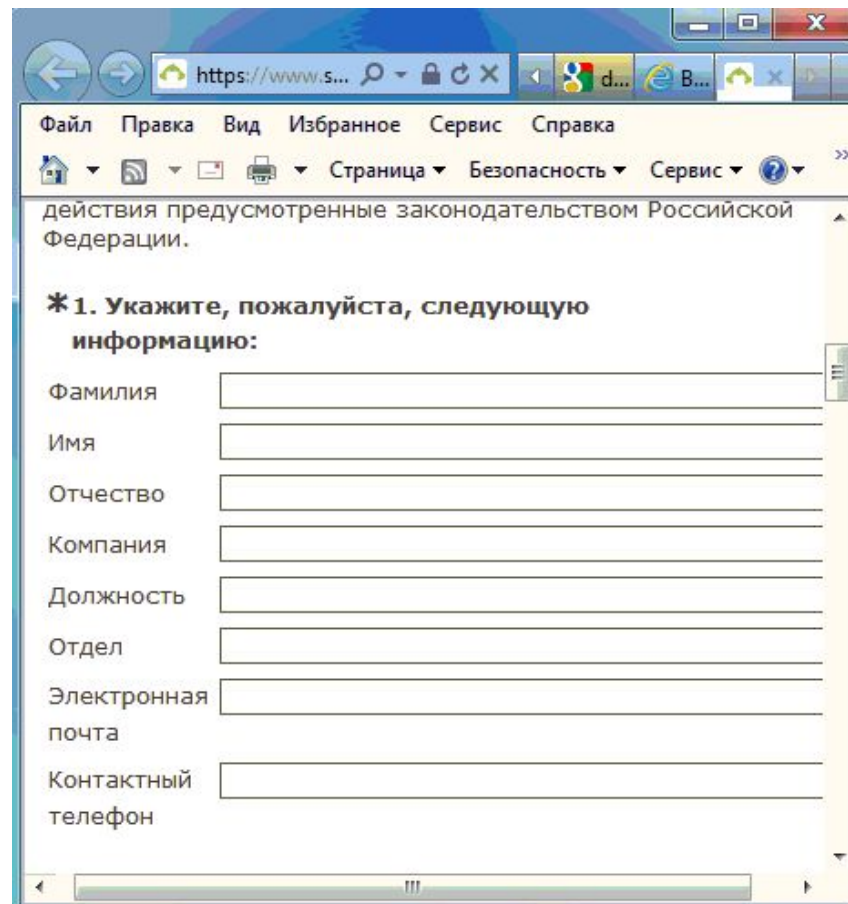 https://www.s... d... B...
Файл Правка Вид Избранное Сервис Справка
Страница Безопасность Сервис
действия предусмотренные законодательством Российской
Федерации.
*1. Укажите, пожалуйста, следующую
информацию:
Фамилия
Имя
Отчество
Компания
Должность
Отдел
Электронная
почта
Контактный
телефон